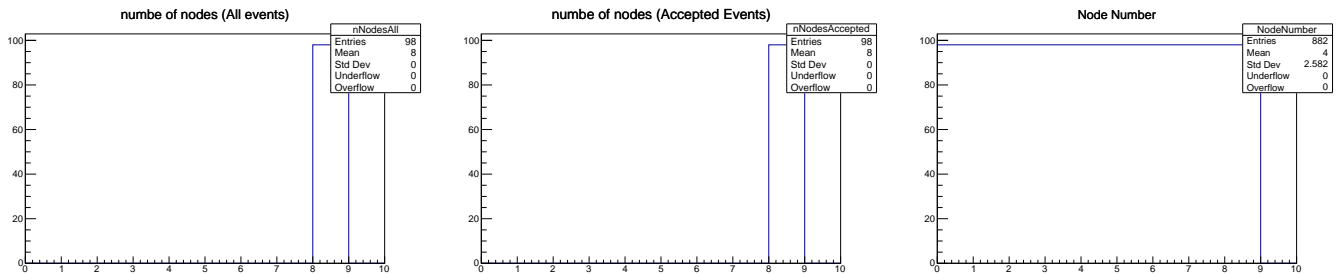 numbe of nodes (All events)
nNodesAll
Entries 98
Mean 8
Std Dev 0
Underflow 0
Overflow 0
100
80
60
40
20
0
0 1 2 3 4 5 6 7 8 9 10
numbe of nodes (Accepted Events)
nNodesAccepted
Entries 98
Mean 8
Std Dev 0
Underflow 0
Overflow 0
100
80
60
40
20
0
0 1 2 3 4 5 6 7 8 9 10
Node Number
NodeNumber
Entries 882
Mean 4
Std Dev 2.582
Underflow 0
Overflow 0
100
80
60
40
20
0
0 1 2 3 4 5 6 7 8 9 10